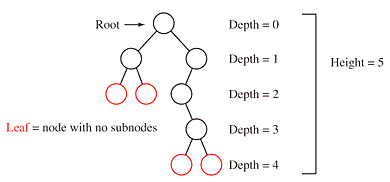 Root
Depth = 0
Depth = 1
Height = 5
Depth = 2
Leaf = node with no subnodes
Depth = 3
Depth = 4